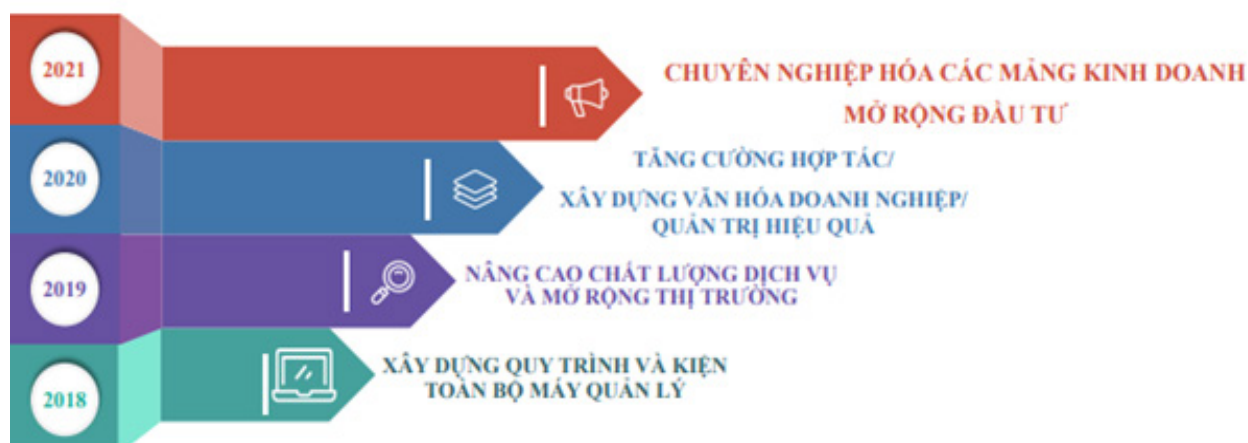 2021
CHUYÊN NGHIỆP HÓA CÁC MẢNG KINH DOANH
MỞ RỘNG ĐẦU TƯ
2020
TĂNG CƯỜNG HỢP TÁC/
XÂY DỰNG VĂN HÓA DOANH NGHIỆP/
QUẢN TRỊ HIỆU QUẢ
2019
NÂNG CAO CHẤT LƯỢNG DỊCH VỤ
VÀ MỞ RỘNG THỊ TRƯỜNG
2018
XÂY DỰNG QUY TRÌNH VÀ KIỆN
TOÀN BỘ MÁY QUẢN LÝ